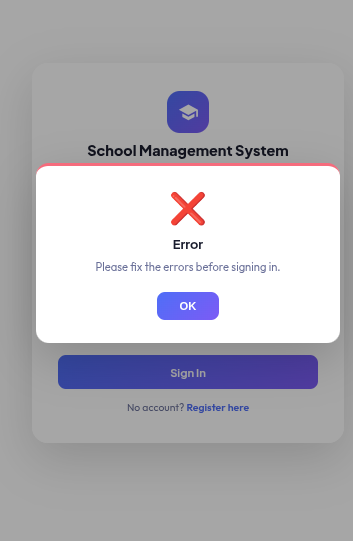 School Management System
Error
Please fix the errors before signing in.
OK
Sign In
No account? Register here